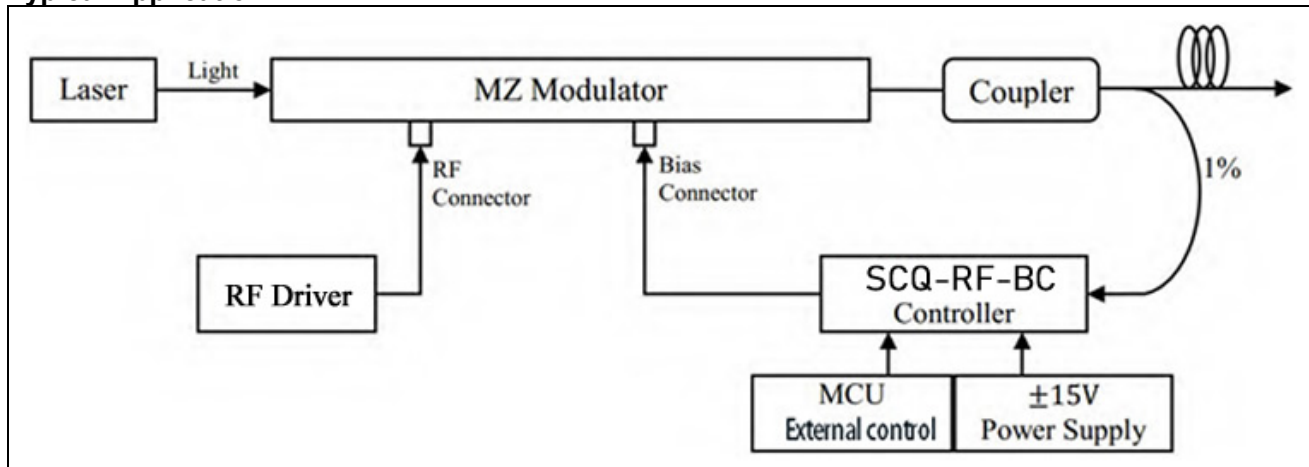 Laser
Light
MZ Modulator
Coupler
RF
Connector
Bias
Connector
1%
RF Driver
SCQ-RF-BC
Controller
MCU
External control
±15V
Power Supply